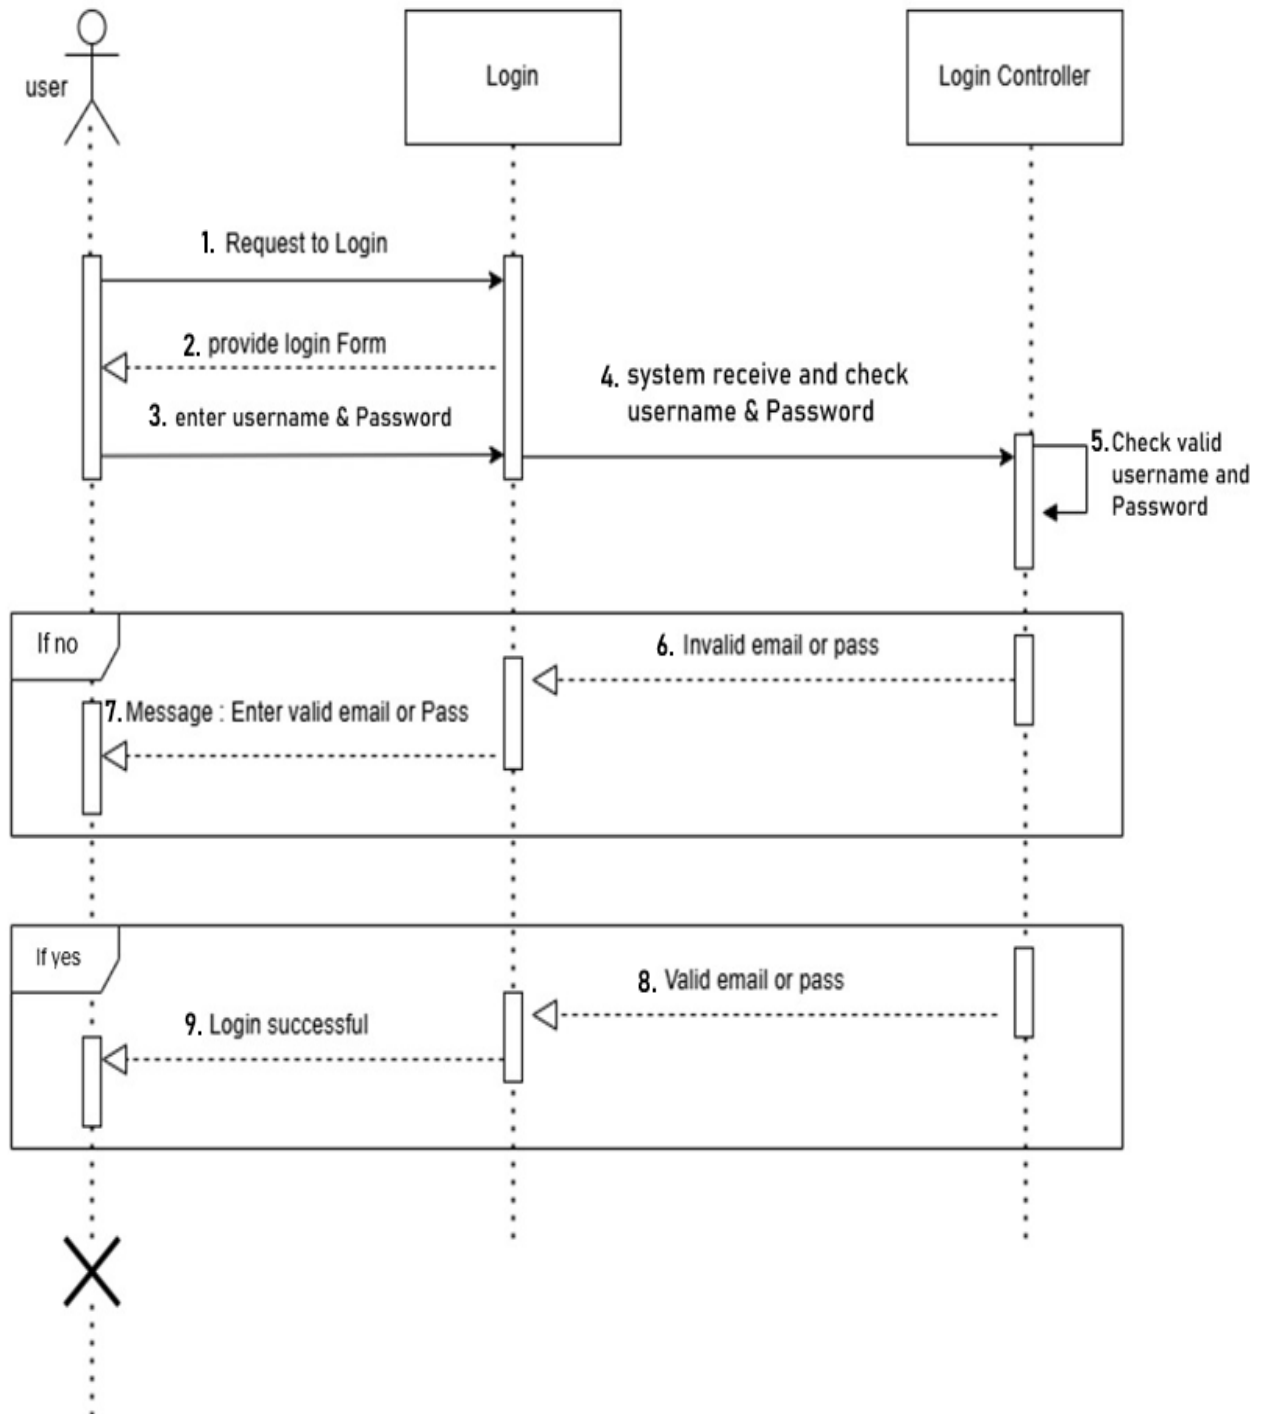 user
Login
Login Controller
1. Request to Login
2. provide login Form
3. enter username & Password
4. system receive and check
username & Password
5. Check valid
username and
Password
If no
6. Invalid email or pass
7. Message : Enter valid email or Pass
If yes
8. Valid email or pass
9. Login successful